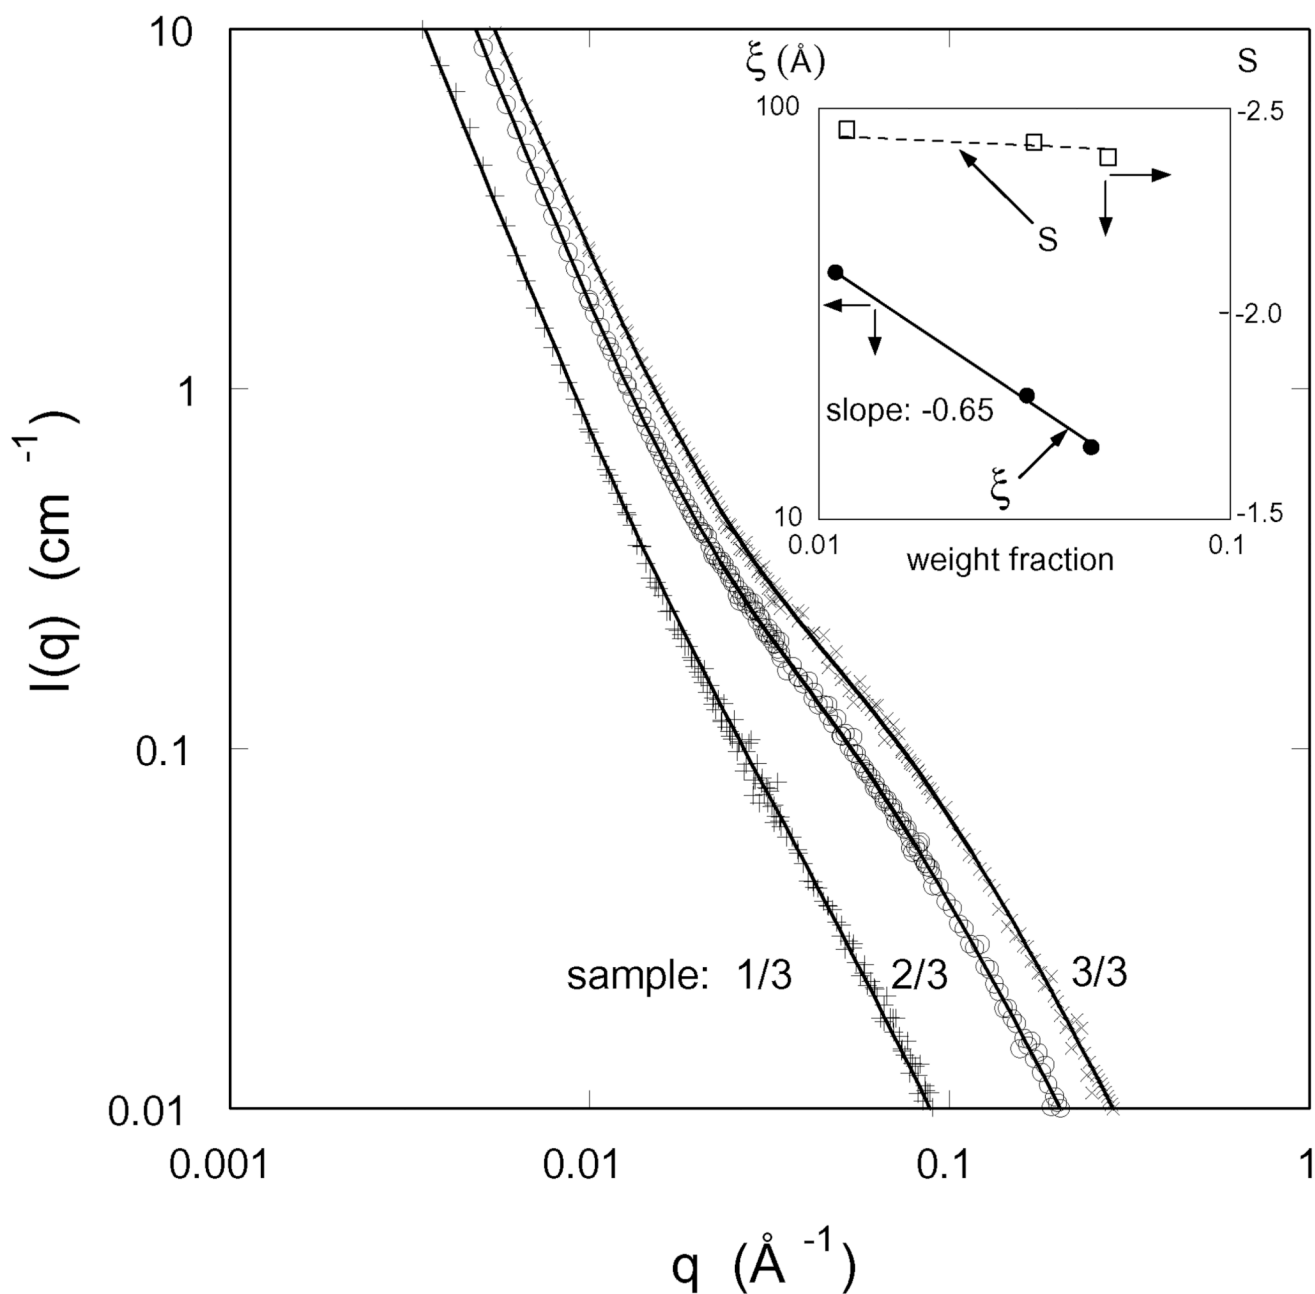 10
1
0.1
0.01
I(q) (cm -1)
0.001
0.01
0.1
1
q (Å -1)
sample: 1/3 2/3 3/3
ξ (Å)
S
100
10
-2.5
-2.0
-1.5
S
slope: -0.65
ξ
0.01
0.1
weight fraction